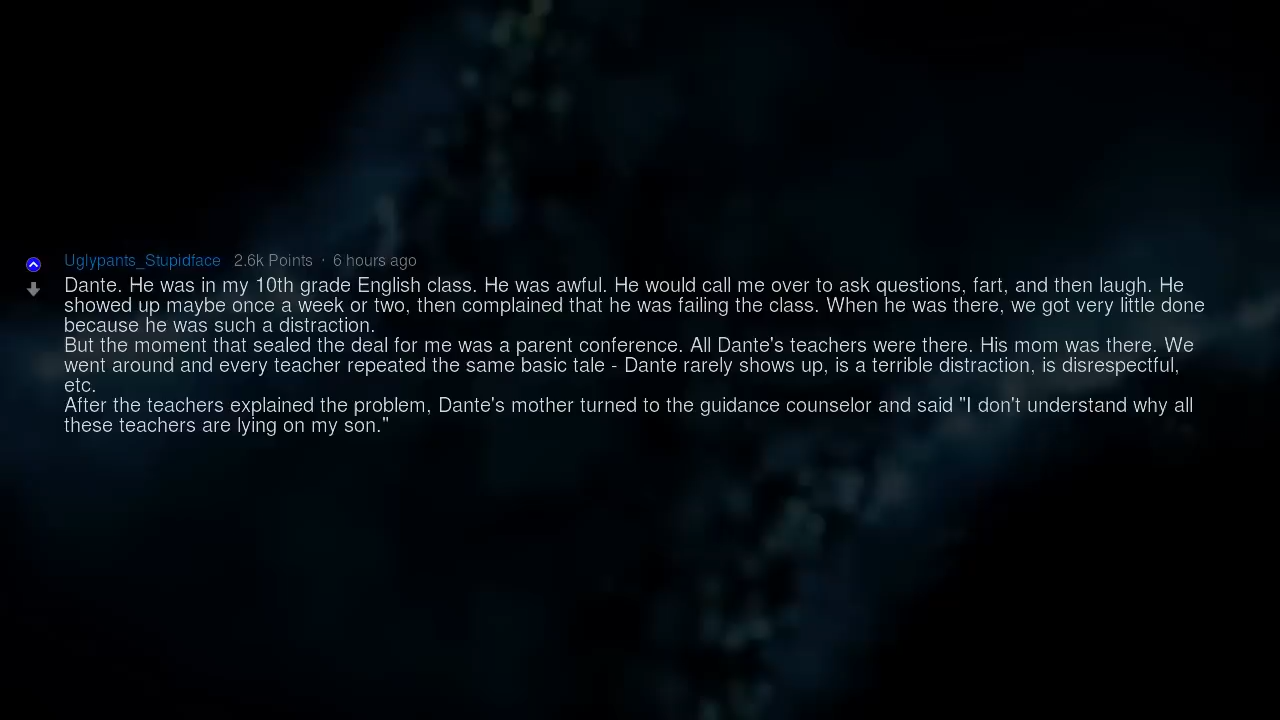 Uglypants_Stupidface 2.6k Points · 6 hours ago
Dante. He was in my 10th grade English class. He was awful. He would call me over to ask questions, fart, and then laugh. He
showed up maybe once a week or two, then complained that he was failing the class. When he was there, we got very little done
because he was such a distraction.
But the moment that sealed the deal for me was a parent conference. All Dante's teachers were there. His mom was there. We
went around and every teacher repeated the same basic tale - Dante rarely shows up, is a terrible distraction, is disrespectful,
etc.
After the teachers explained the problem, Dante's mother turned to the guidance counselor and said "I don't understand why all
these teachers are lying on my son."